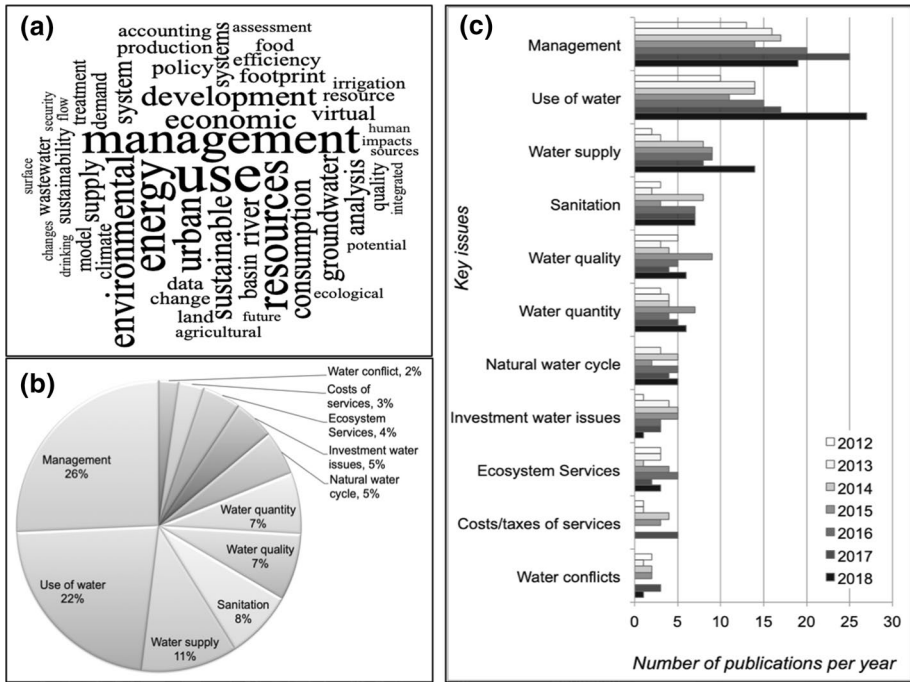 (a)
accounting
assessment
production
systems
food
policy
efficiency
footprint
irrigation
security
flow
treatment
demand
system
development
resource
economic
virtual
management
human
impacts
sources
surface
changes
wastewater
drinking
sustainability
model
supply
climate
environmental
energy
use
urban
sustainable
basin
river
resources
consumption
groundwater
analysis
quality
integrated
potential
data
change
land
future
ecological
agricultural
(b)
Water conflict, 2%
Costs of
services, 3%
Ecosystem
Services, 4%
Investment water
issues, 5%
Natural water
cycle, 5%
Water quantity
7%
Water quality
7%
Sanitation
8%
Water supply
11%
Use of water
22%
Management
26%
(c)
Key issues
Management
Use of water
Water supply
Sanitation
Water quality
Water quantity
Natural water cycle
Investment water issues
Ecosystem Services
Costs/taxes of services
Water conflicts
2012
2013
2014
2015
2016
2017
2018
0 5 10 15 20 25 30
Number of publications per year